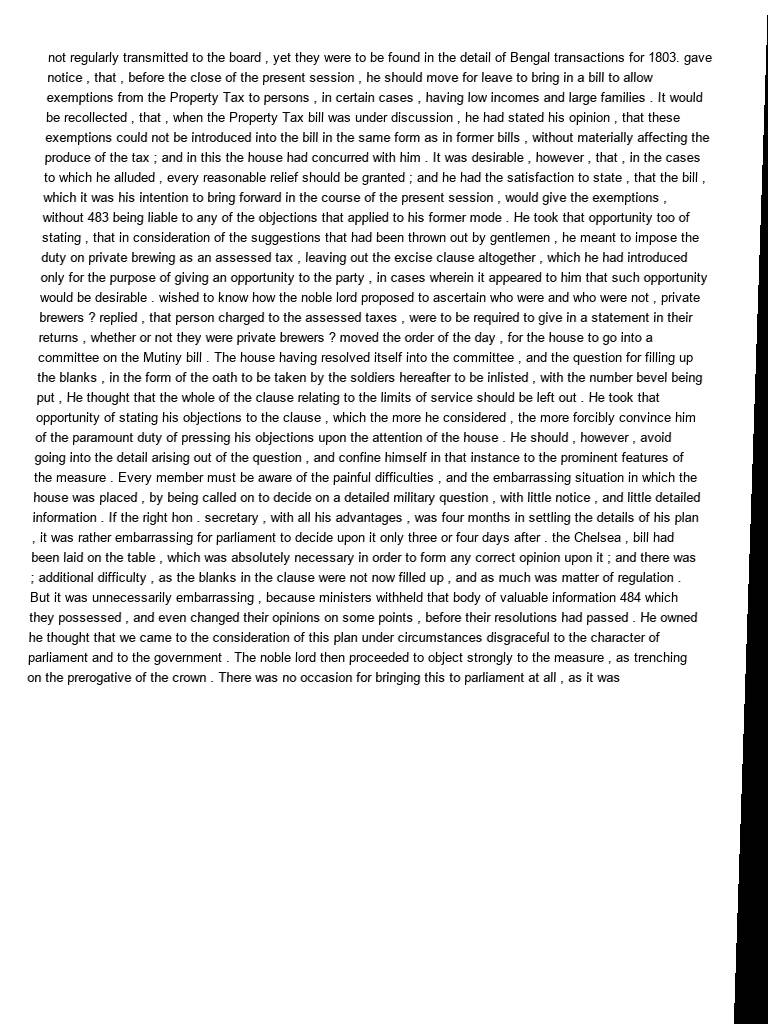 not regularly transmitted to the board , yet they were to be found in the detail of Bengal transactions for 1803. gave
notice , that , before the close of the present session , he should move for leave to bring in a bill to allow
exemptions from the Property Tax to persons , in certain cases , having low incomes and large families . It would
be recollected , that , when the Property Tax bill was under discussion , he had stated his opinion , that these
exemptions could not be introduced into the bill in the same form as in former bills , without materially affecting the
produce of the tax ; and in this the house had concurred with him . It was desirable , however , that , in the cases
to which he alluded , every reasonable relief should be granted ; and he had the satisfaction to state , that the bill ,
which it was his intention to bring forward in the course of the present session , would give the exemptions ,
without 483 being liable to any of the objections that applied to his former mode . He took that opportunity too of
stating , that in consideration of the suggestions that had been thrown out by gentlemen , he meant to impose the
duty on private brewing as an assessed tax , leaving out the excise clause altogether , which he had introduced
only for the purpose of giving an opportunity to the party , in cases wherein it appeared to him that such opportunity
would be desirable . wished to know how the noble lord proposed to ascertain who were and who were not , private
brewers ? replied , that person charged to the assessed taxes , were to be required to give in a statement in their
returns , whether or not they were private brewers ? moved the order of the day , for the house to go into a
committee on the Mutiny bill . The house having resolved itself into the committee , and the question for filling up
the blanks , in the form of the oath to be taken by the soldiers hereafter to be inlisted , with the number bevel being
put , He thought that the whole of the clause relating to the limits of service should be left out . He took that
opportunity of stating his objections to the clause , which the more he considered , the more forcibly convince him
of the paramount duty of pressing his objections upon the attention of the house . He should , however , avoid
going into the detail arising out of the question , and confine himself in that instance to the prominent features of
the measure . Every member must be aware of the painful difficulties , and the embarrassing situation in which the
house was placed , by being called on to decide on a detailed military question , with little notice , and little detailed
information . If the right hon . secretary , with all his advantages , was four months in settling the details of his plan
, it was rather embarrassing for parliament to decide upon it only three or four days after . the Chelsea , bill had
been laid on the table , which was absolutely necessary in order to form any correct opinion upon it ; and there was
; additional difficulty , as the blanks in the clause were not now filled up , and as much was matter of regulation .
But it was unnecessarily embarrassing , because ministers withheld that body of valuable information 484 which
they possessed , and even changed their opinions on some points , before their resolutions had passed . He owned
he thought that we came to the consideration of this plan under circumstances disgraceful to the character of
parliament and to the government . The noble lord then proceeded to object strongly to the measure , as trenching
on the prerogative of the crown . There was no occasion for bringing this to parliament at all , as it was